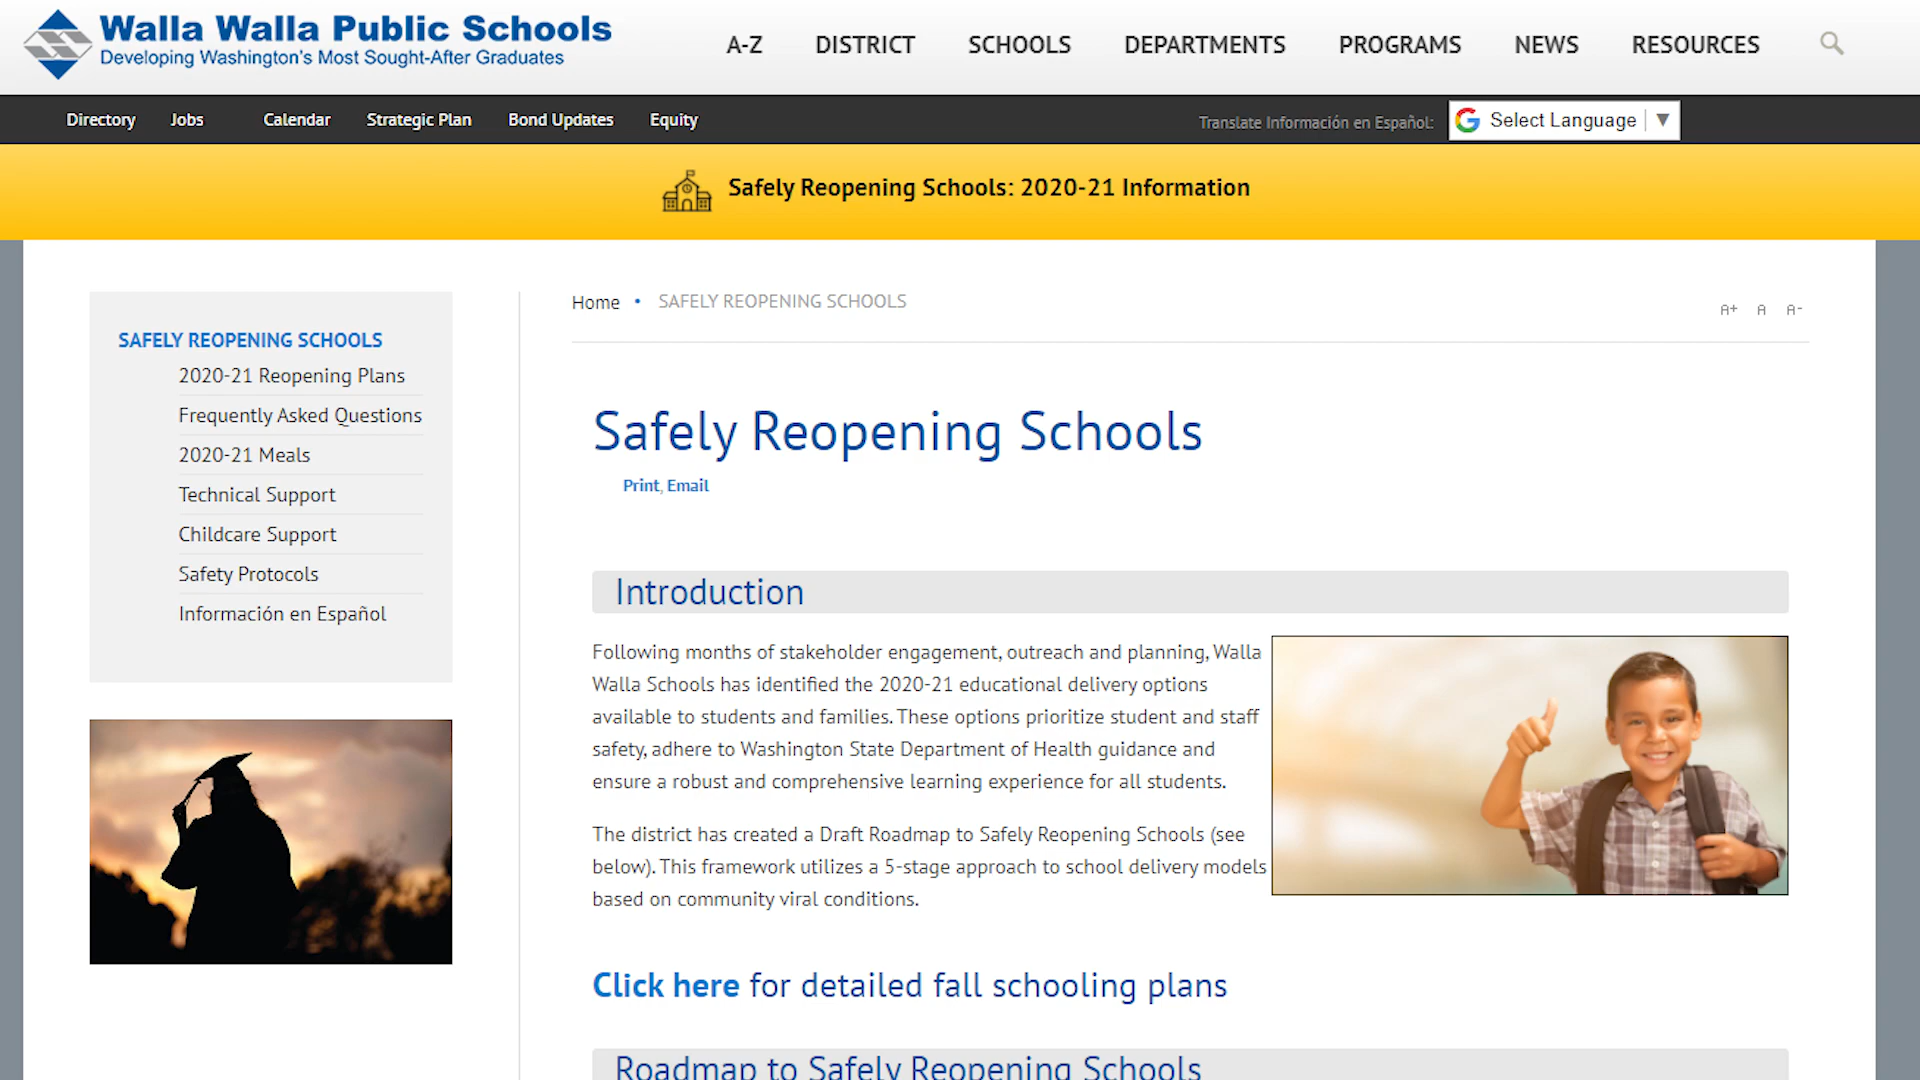 Walla Walla Public Schools
Developing Washington's Most Sought-After Graduates
A-Z DISTRICT SCHOOLS DEPARTMENTS PROGRAMS NEWS RESOURCES
Directory Jobs Calendar Strategic Plan Bond Updates Equity
Translate Información en Español: Select Language ▼
Safely Reopening Schools: 2020-21 Information
SAFELY REOPENING SCHOOLS
2020-21 Reopening Plans
Frequently Asked Questions
2020-21 Meals
Technical Support
Childcare Support
Safety Protocols
Información en Español
Home • SAFELY REOPENING SCHOOLS
A+ A A-
Safely Reopening Schools
Print, Email
Introduction
Following months of stakeholder engagement, outreach and planning, Walla
Walla Schools has identified the 2020-21 educational delivery options
available to students and families. These options prioritize student and staff
safety, adhere to Washington State Department of Health guidance and
ensure a robust and comprehensive learning experience for all students.
The district has created a Draft Roadmap to Safely Reopening Schools (see
below). This framework utilizes a 5-stage approach to school delivery models
based on community viral conditions.
Click here for detailed fall schooling plans
Roadmap to Safely Reopening Schools